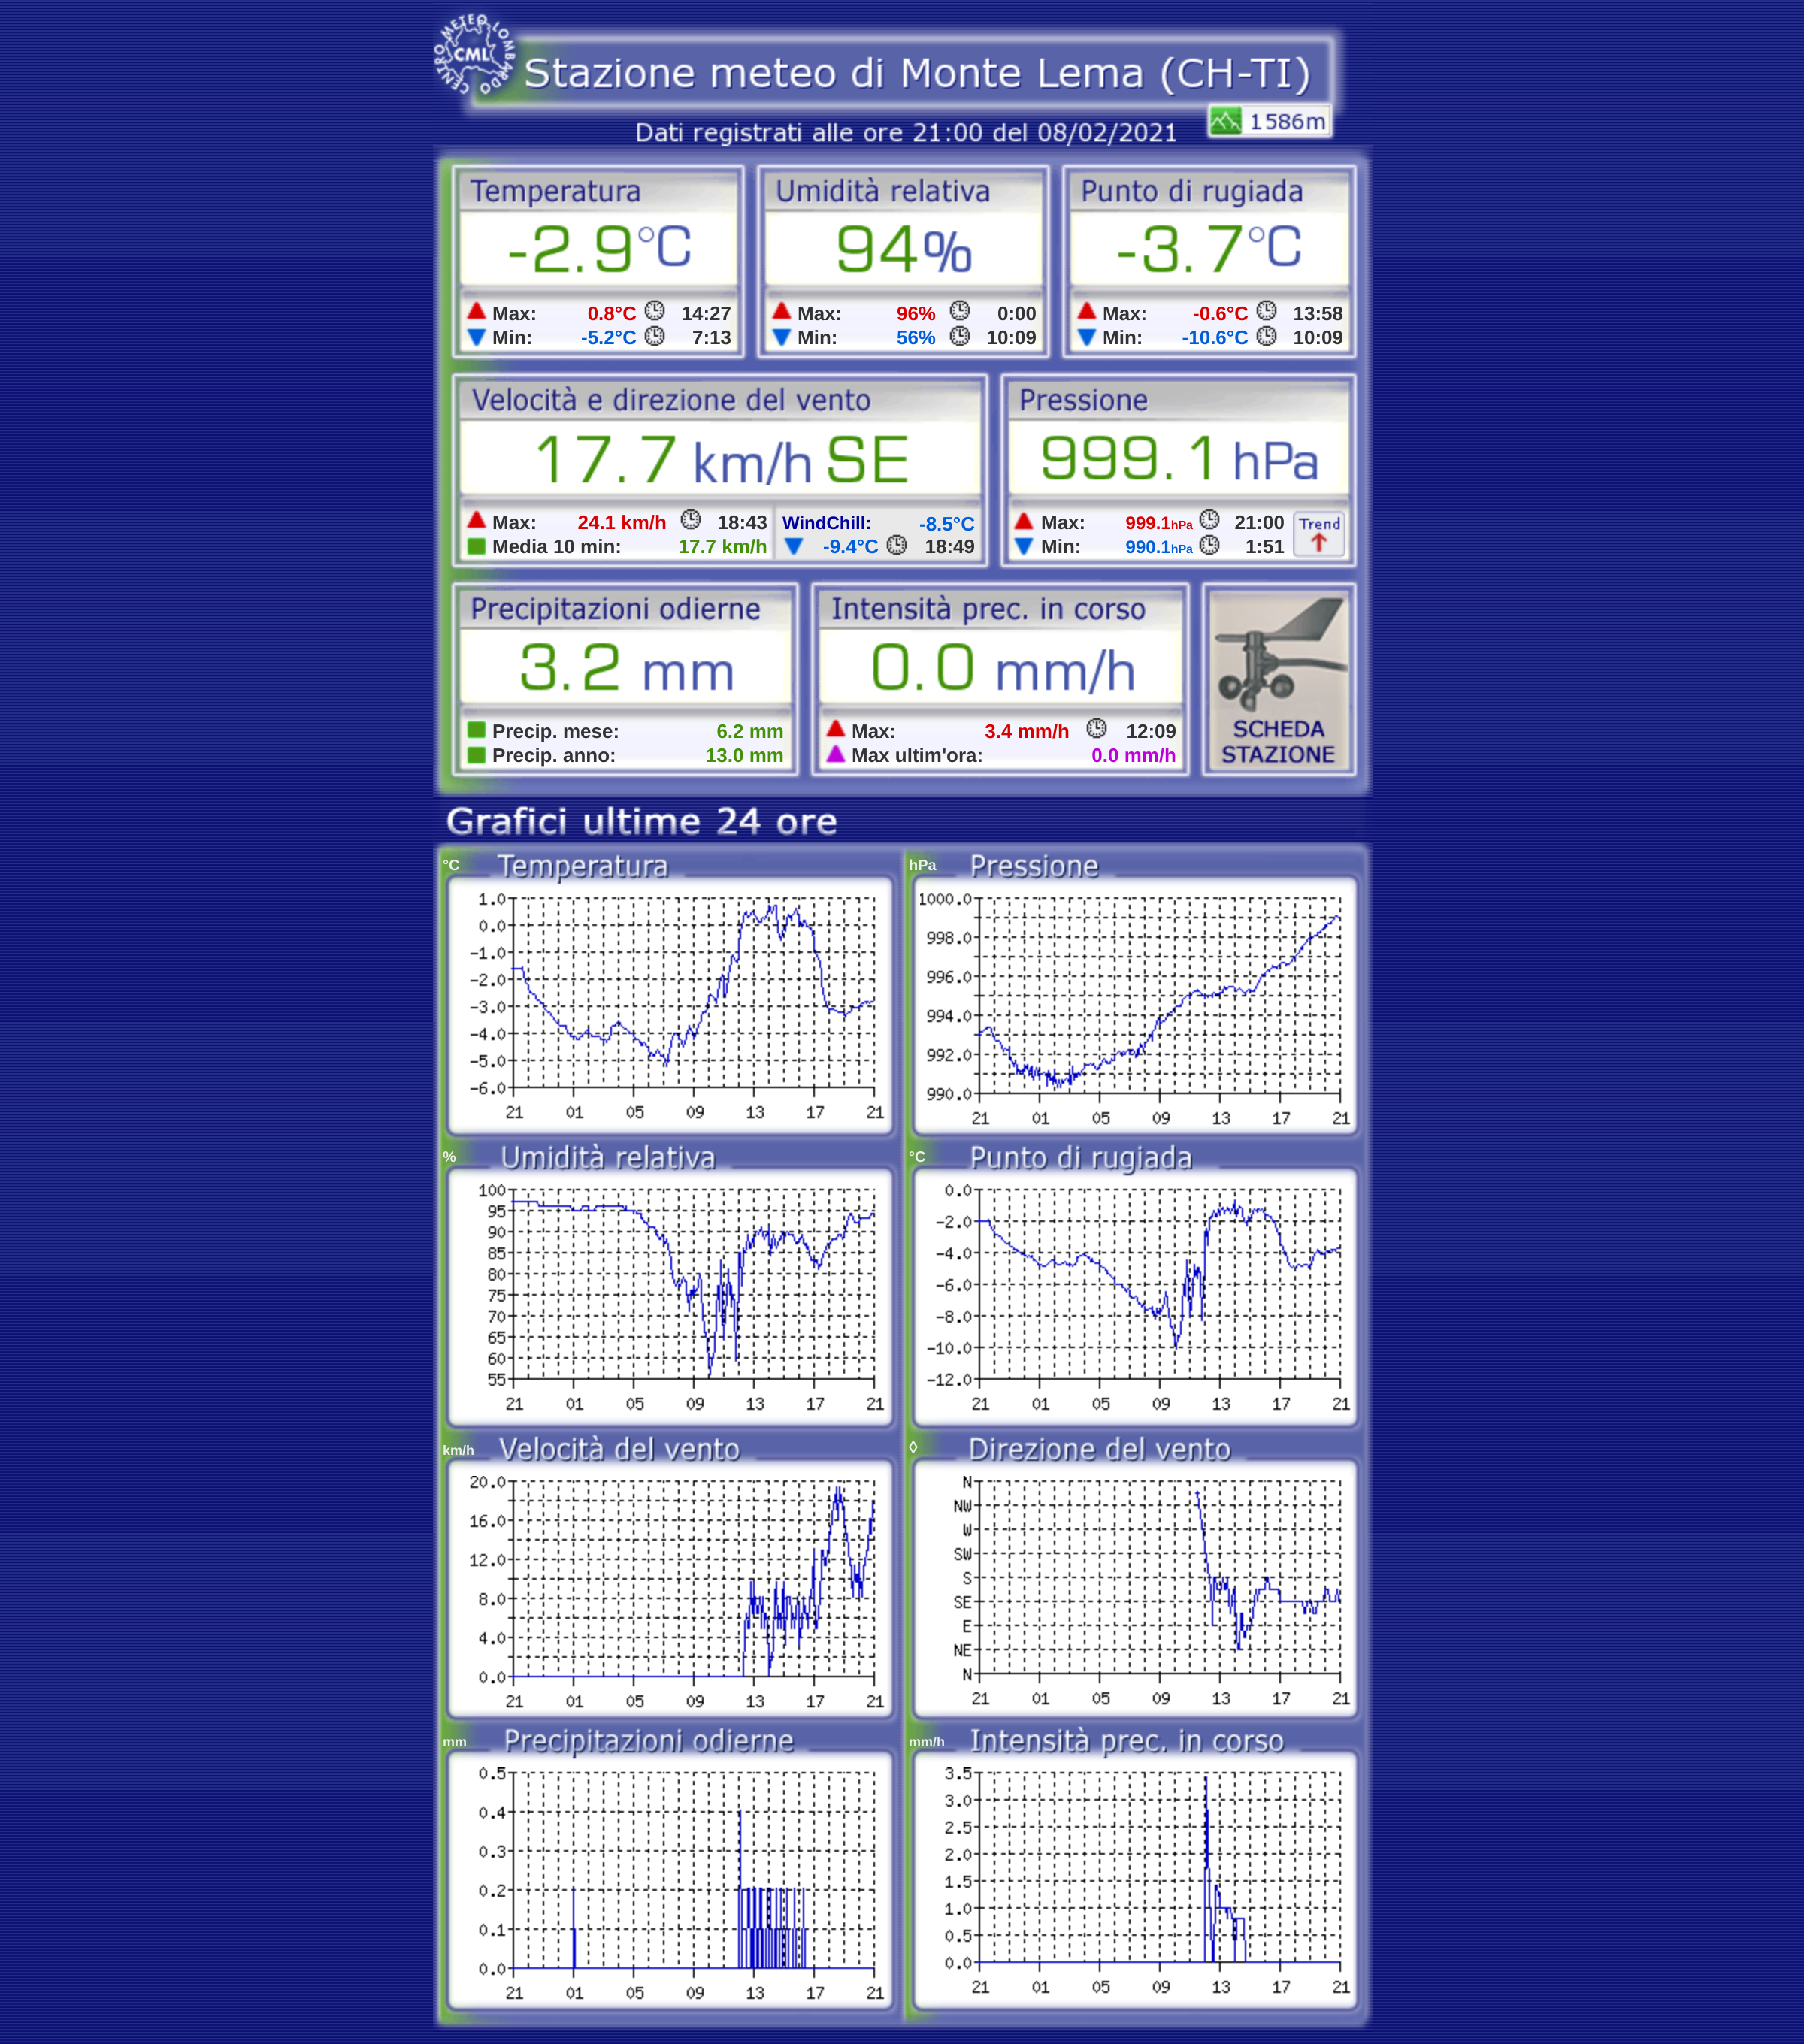 CENTRO METEO LOMBARDO
CML
Stazione meteo di Monte Lema (CH-TI)
1586m
Dati registrati alle ore 21:00 del 08/02/2021
Temperatura
-2.9°C
Max: 0.8°C 14:27
Min: -5.2°C 7:13
Umidità relativa
94%
Max: 96% 0:00
Min: 56% 10:09
Punto di rugiada
-3.7°C
Max: -0.6°C 13:58
Min: -10.6°C 10:09
Velocità e direzione del vento
17.7 km/h SE
Max: 24.1 km/h 18:43
Media 10 min: 17.7 km/h
WindChill: -8.5°C
-9.4°C 18:49
Pressione
999.1 hPa
Max: 999.1hPa 21:00
Min: 990.1hPa 1:51
Trend
Precipitazioni odierne
3.2 mm
Precip. mese: 6.2 mm
Precip. anno: 13.0 mm
Intensità prec. in corso
0.0 mm/h
Max: 3.4 mm/h 12:09
Max ultim'ora: 0.0 mm/h
SCHEDA
STAZIONE
Grafici ultime 24 ore
°C Temperatura
1.0
0.0
-1.0
-2.0
-3.0
-4.0
-5.0
-6.0
21 01 05 09 13 17 21
hPa Pressione
1000.0
998.0
996.0
994.0
992.0
990.0
21 01 05 09 13 17 21
% Umidità relativa
100
95
90
85
80
75
70
65
60
55
21 01 05 09 13 17 21
°C Punto di rugiada
0.0
-2.0
-4.0
-6.0
-8.0
-10.0
-12.0
21 01 05 09 13 17 21
km/h Velocità del vento
20.0
16.0
12.0
8.0
4.0
0.0
21 01 05 09 13 17 21
◊ Direzione del vento
N
NW
W
SW
S
SE
E
NE
N
21 01 05 09 13 17 21
mm Precipitazioni odierne
0.5
0.4
0.3
0.2
0.1
0.0
21 01 05 09 13 17 21
mm/h Intensità prec. in corso
3.5
3.0
2.5
2.0
1.5
1.0
0.5
0.0
21 01 05 09 13 17 21